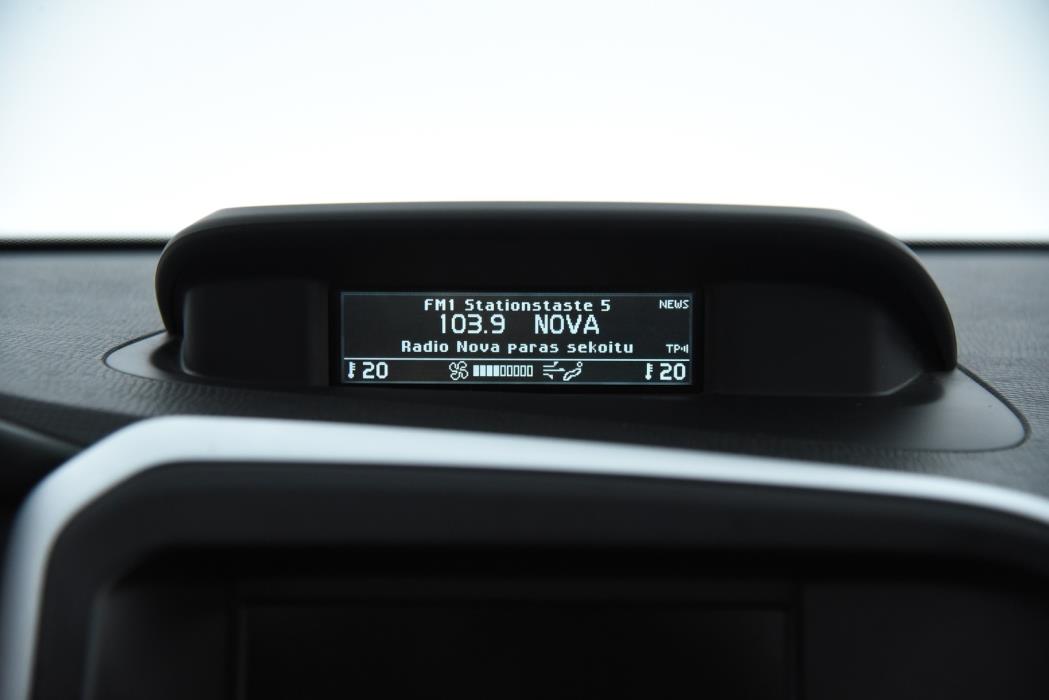 FM1 Stationstaste 5
NEWS
103.9 NOVA
Radio Nova paras sekoitu
TP
20 20